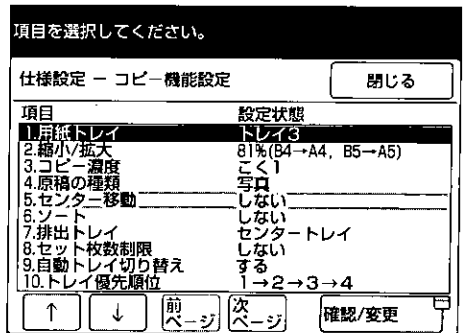 項目を選択してください。
仕様設定 − コピー機能設定
閉じる
項目 設定状態
1.用紙トレイ トレイ3
2.縮小/拡大 81%(B4→A4, B5→A5)
3.コピー濃度 こく1
4.原稿の種類 写真
5.センター移動 しない
6.ソート しない
7.排出トレイ センタートレイ
8.セット枚数制限 しない
9.自動トレイ切り替え する
10.トレイ優先順位 1→2→3→4
↑ ↓ 前ページ 次ページ 確認/変更